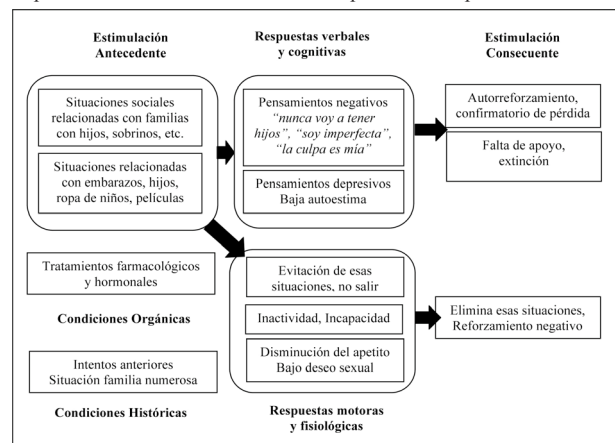 Estimulación
Antecedente
Situaciones sociales
relacionadas con familias
con hijos, sobrinos, etc.
Situaciones relacionadas
con embarazos, hijos,
ropa de niños, películas
Tratamientos farmacológicos
y hormonales
Condiciones Orgánicas
Intentos anteriores
Situación familia numerosa
Condiciones Históricas
Respuestas verbales
y cognitivas
Pensamientos negativos
“nunca voy a tener
hijos”, “soy imperfecta”,
“la culpa es mía”
Pensamientos depresivos
Baja autoestima
Evitación de esas
situaciones, no salir
Inactividad, Incapacidad
Disminución del apetito
Bajo deseo sexual
Respuestas motoras
y fisiológicas
Estimulación
Consecuente
Autorreforzamiento,
confirmatorio de pérdida
Falta de apoyo,
extinción
Elimina esas situaciones,
Reforzamiento negativo